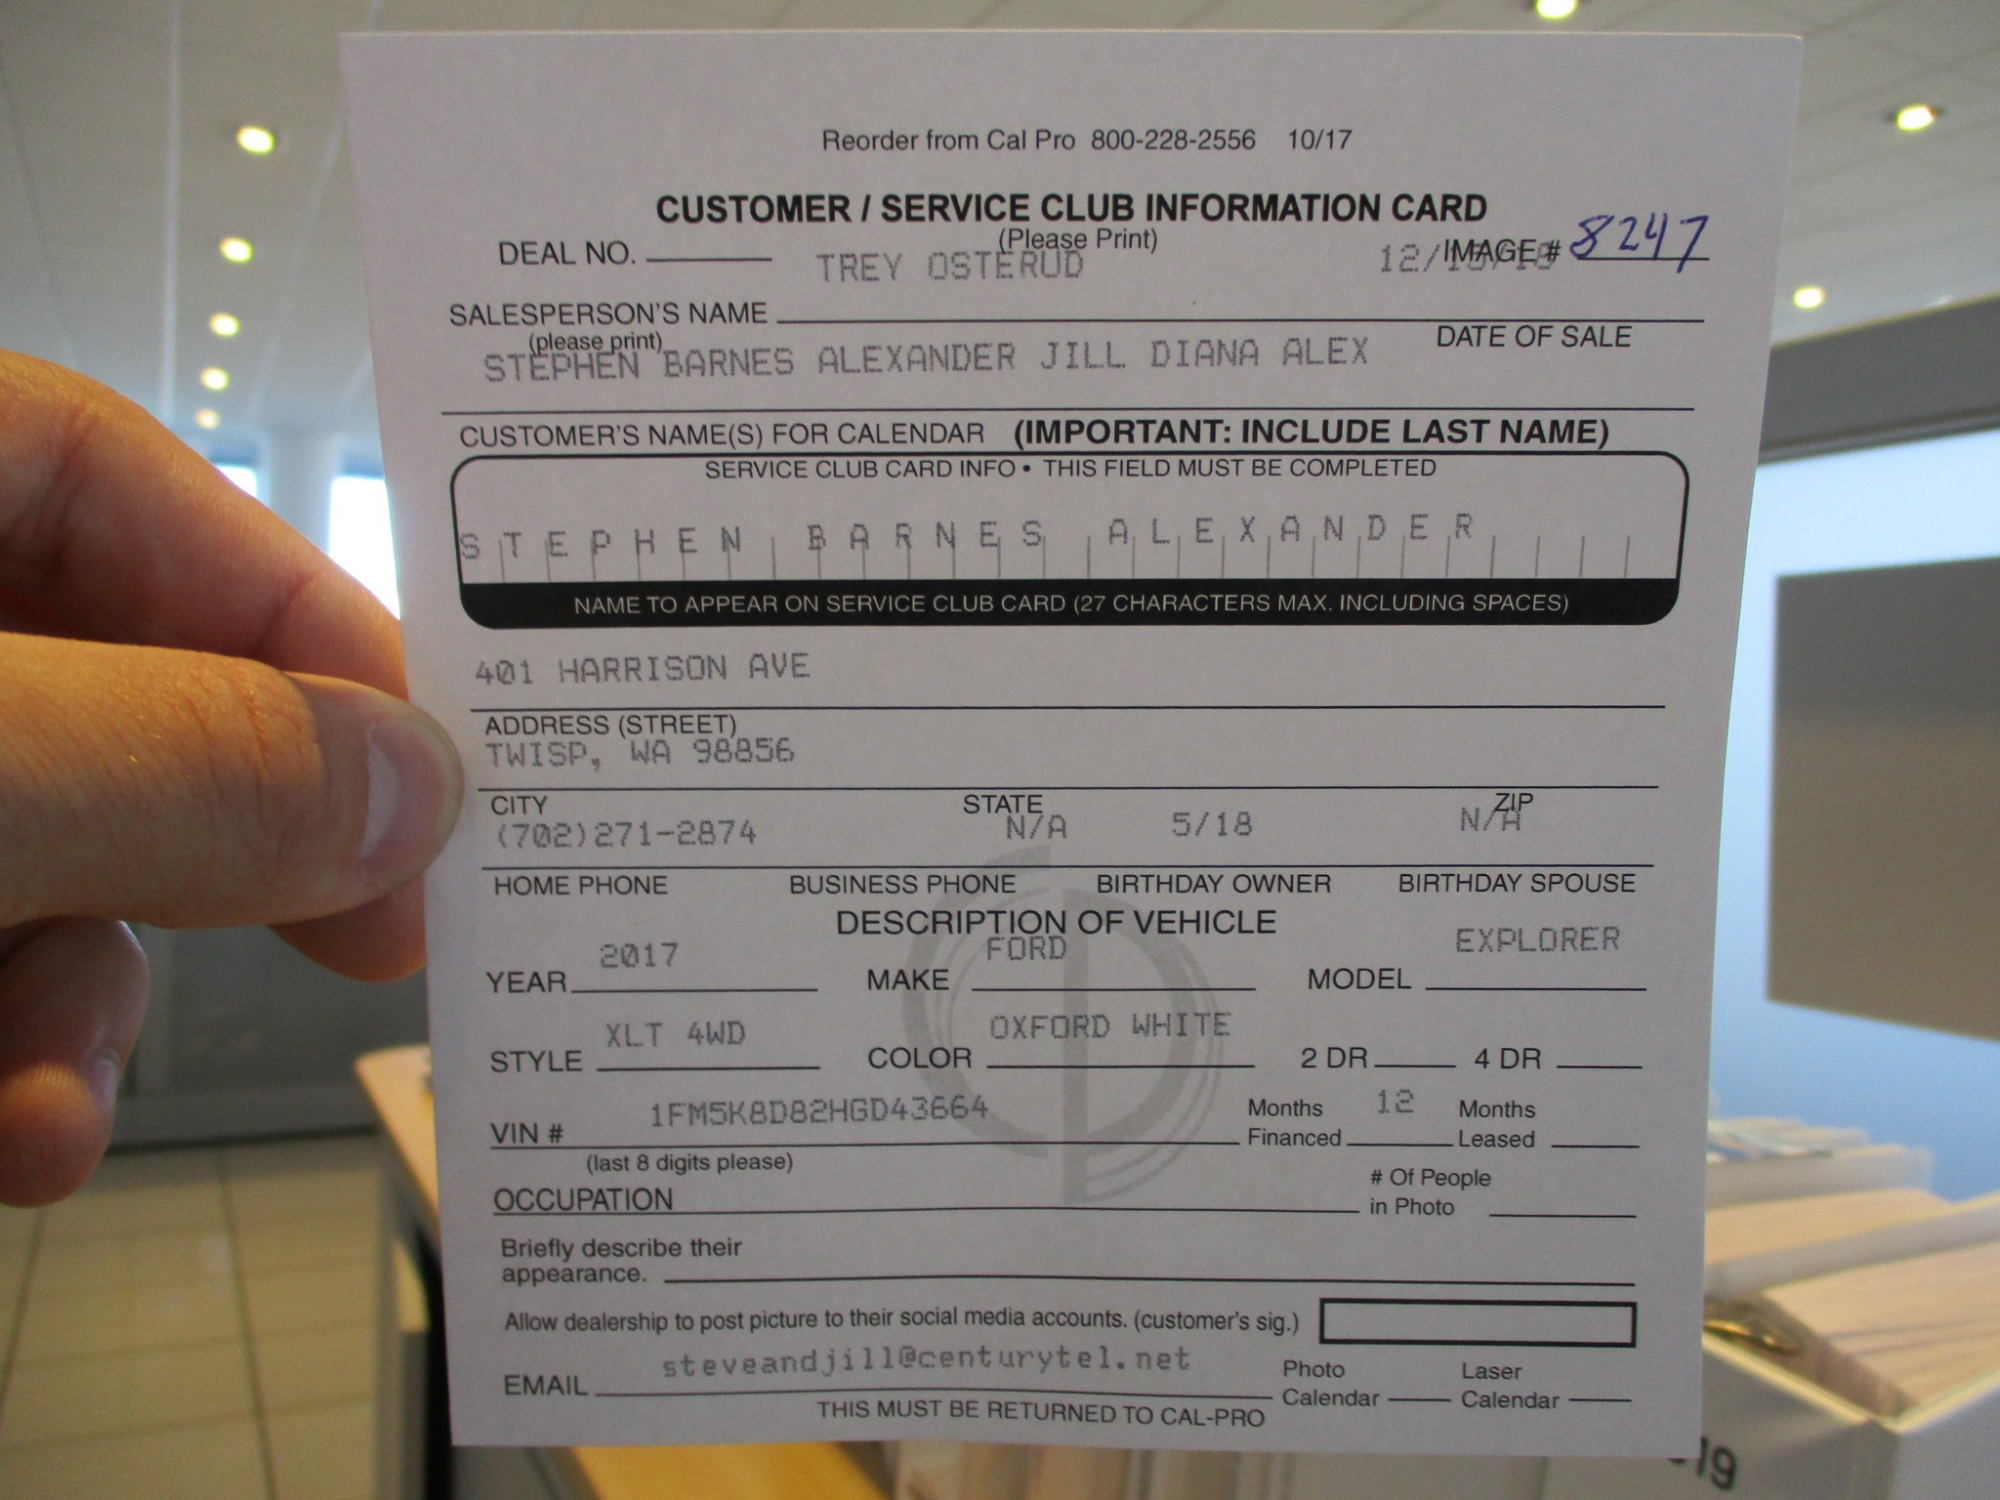 Reorder from Cal Pro 800-228-2556 10/17
CUSTOMER / SERVICE CLUB INFORMATION CARD
(Please Print)
DEAL NO. TREY OSTERUD IMAGE # 8247
SALESPERSON'S NAME
(please print) DATE OF SALE
STEPHEN BARNES ALEXANDER JILL DIANA ALEX
CUSTOMER'S NAME(S) FOR CALENDAR (IMPORTANT: INCLUDE LAST NAME)
SERVICE CLUB CARD INFO • THIS FIELD MUST BE COMPLETED
STEPHEN BARNES ALEXANDER
NAME TO APPEAR ON SERVICE CLUB CARD (27 CHARACTERS MAX. INCLUDING SPACES)
401 HARRISON AVE
ADDRESS (STREET)
TWISP, WA 98856
CITY STATE ZIP
(702)271-2874 N/A 5/18 N/A
HOME PHONE BUSINESS PHONE BIRTHDAY OWNER BIRTHDAY SPOUSE
DESCRIPTION OF VEHICLE
YEAR 2017 MAKE FORD MODEL EXPLORER
STYLE XLT 4WD COLOR OXFORD WHITE 2 DR 4 DR
VIN # 1FM5K8D82HGD43664 Months Financed 12 Months Leased
(last 8 digits please)
OCCUPATION # Of People in Photo
Briefly describe their
appearance.
Allow dealership to post picture to their social media accounts. (customer's sig.)
EMAIL steveandjill@centurytel.net Photo Calendar Laser Calendar
THIS MUST BE RETURNED TO CAL-PRO
19